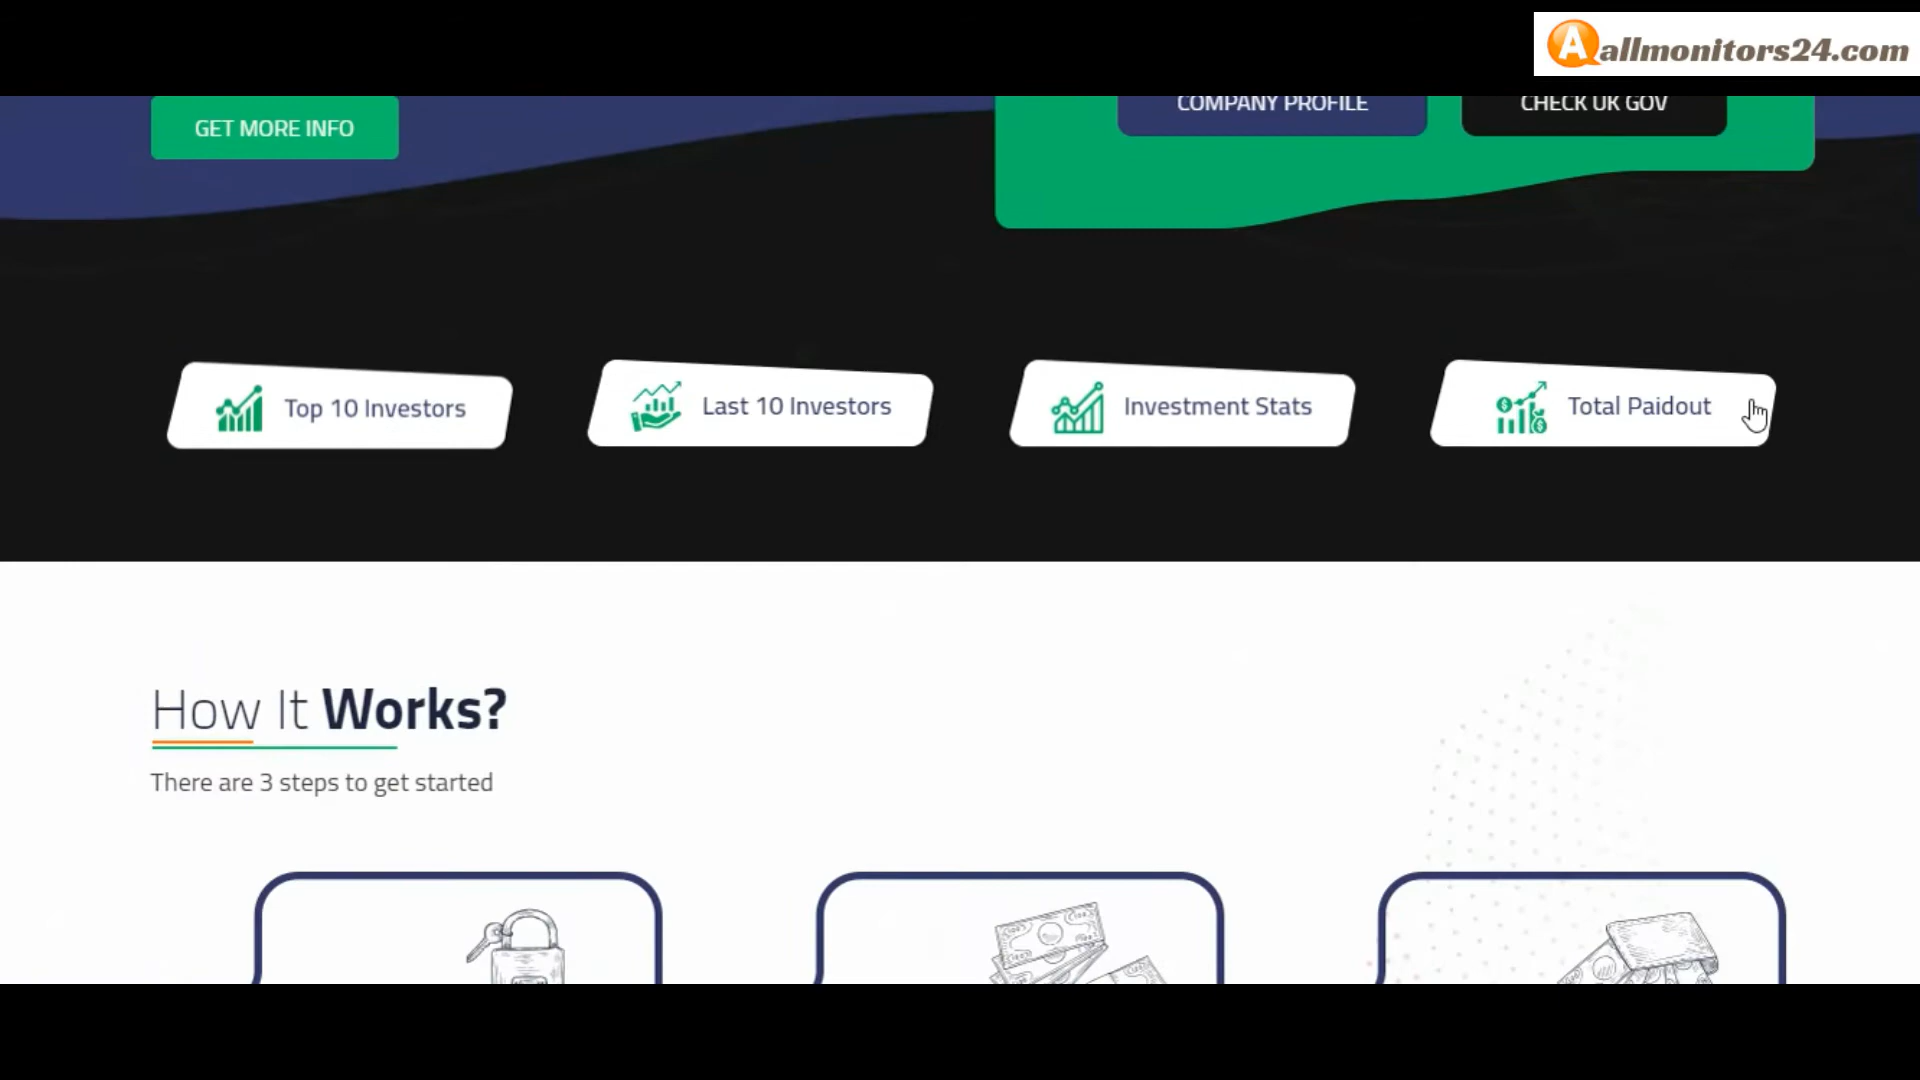 Aallmonitors24.com
COMPANY PROFILE
CHECK UK GOV
GET MORE INFO
Top 10 Investors
Last 10 Investors
Investment Stats
Total Paidout
How It Works?
There are 3 steps to get started